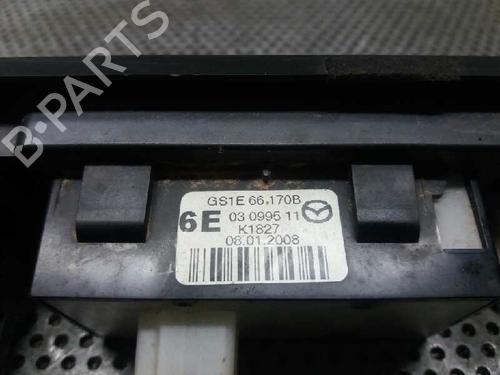 B-PARTS
GS1E 66.170B
6E 03 0995 11
K1827
08.01.2008